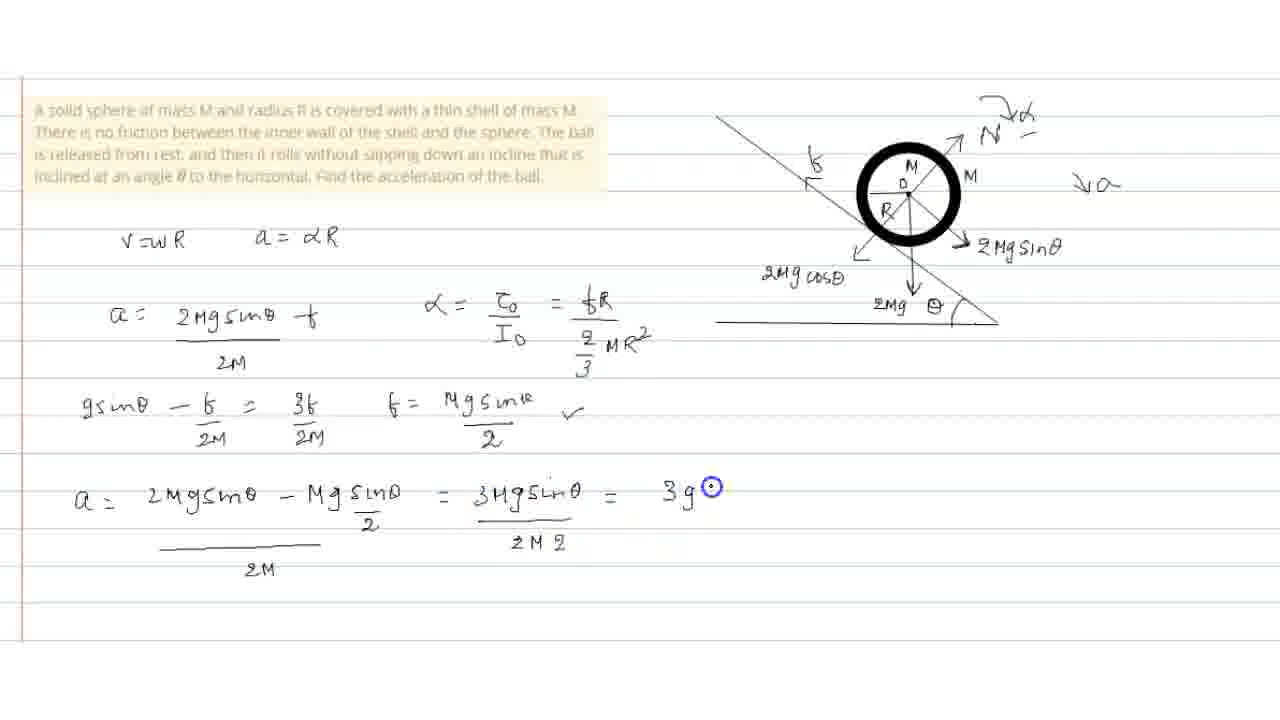 A solid sphere of mass M and radius R is covered with a thin shell of mass M.
There is no friction between the inner wall of the shell and the sphere. The ball
is released from rest, and then it rolls without slipping down an incline that is
inclined at an angle θ to the horizontal. Find the acceleration of the ball.
α
N
f
M
O
M
a
R
2Mg sinθ
2Mg cosθ
2Mg θ
v=ωR a = αR
a = 2Mg sinθ - f / 2M α = τ₀ / I₀ = fR / 2/3 MR²
g sinθ - f / 2M = 3f / 2M f = Mg sinθ / 2 ✓
a = 2Mg sinθ - Mg sinθ / 2 / 2M = 3Mg sinθ / 2M 2 = 3g